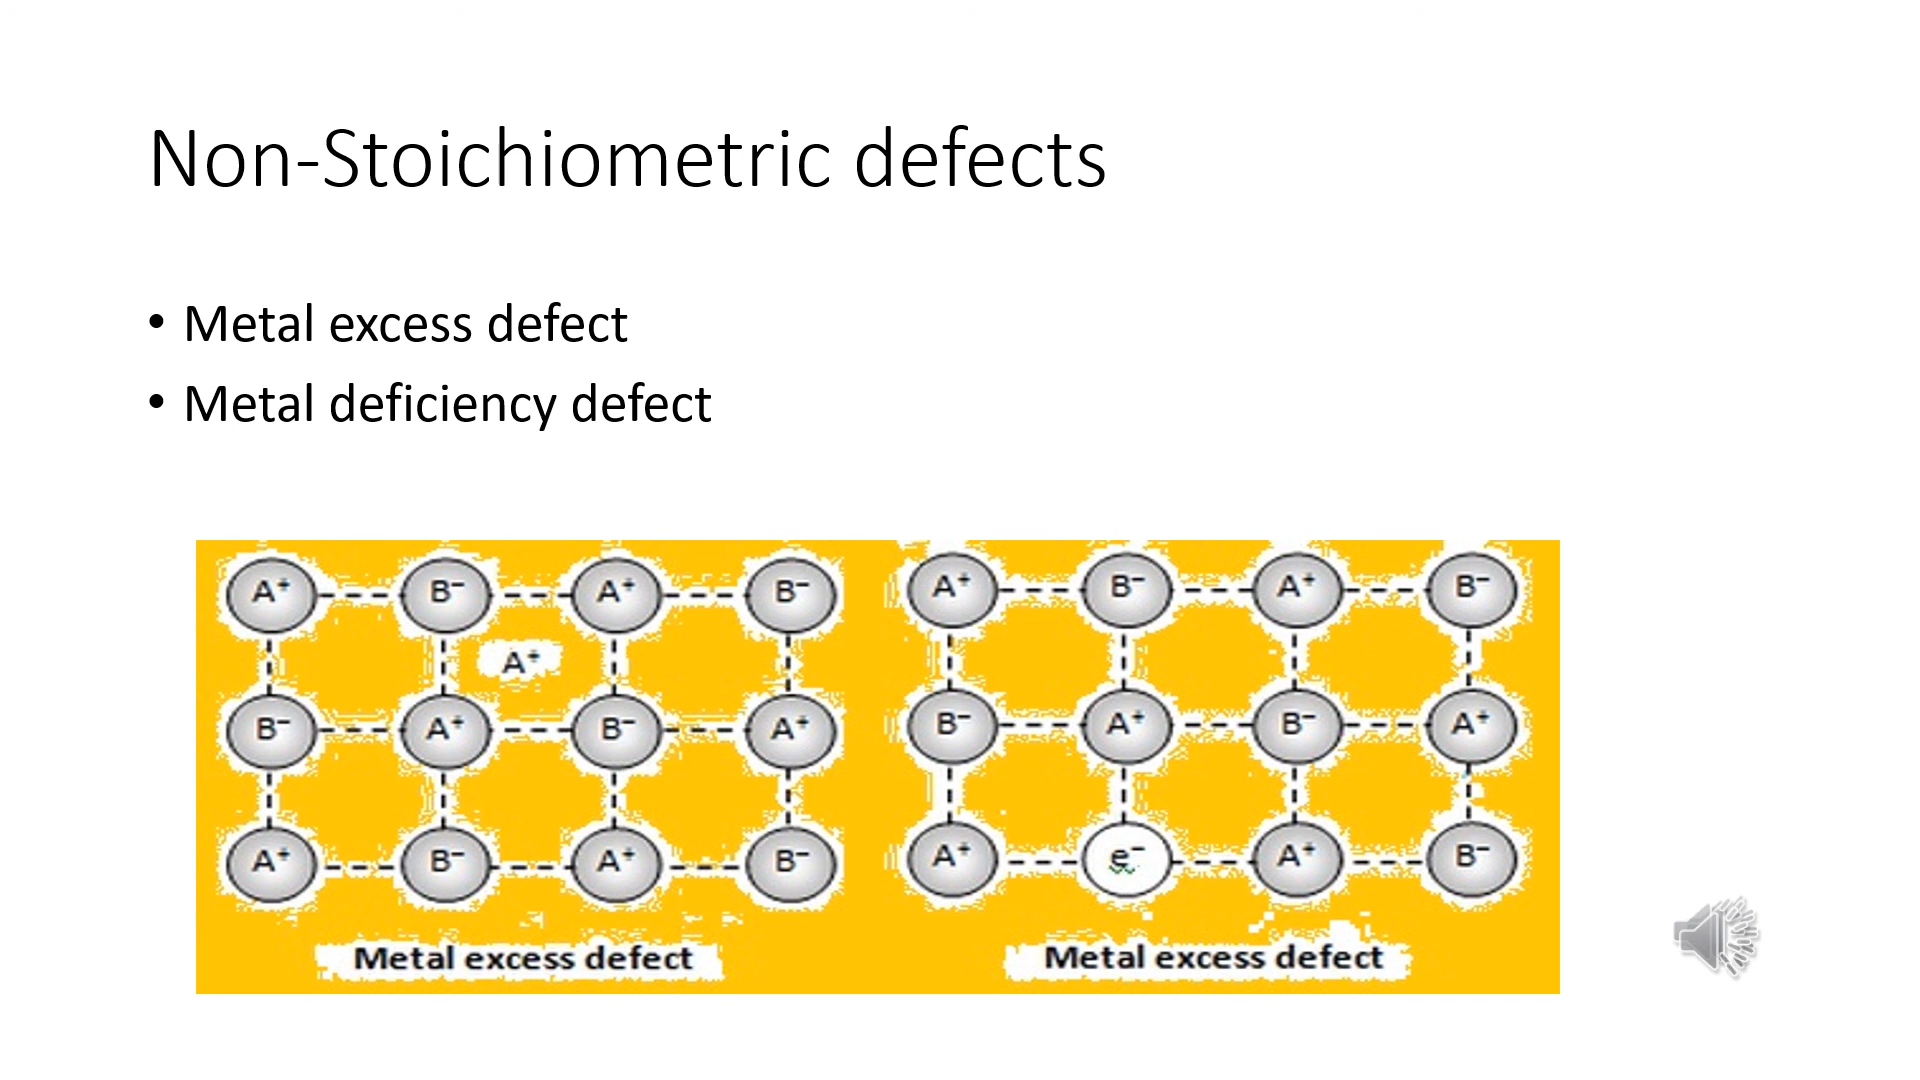 Non-Stoichiometric defects
• Metal excess defect
• Metal deficiency defect
A⁺ B⁻ A⁺ B⁻
A⁺
B⁻ A⁺ B⁻ A⁺
A⁺ B⁻ A⁺ B⁻
Metal excess defect
A⁺ B⁻ A⁺ B⁻
B⁻ A⁺ B⁻ A⁺
A⁺ e⁻ A⁺ B⁻
Metal excess defect